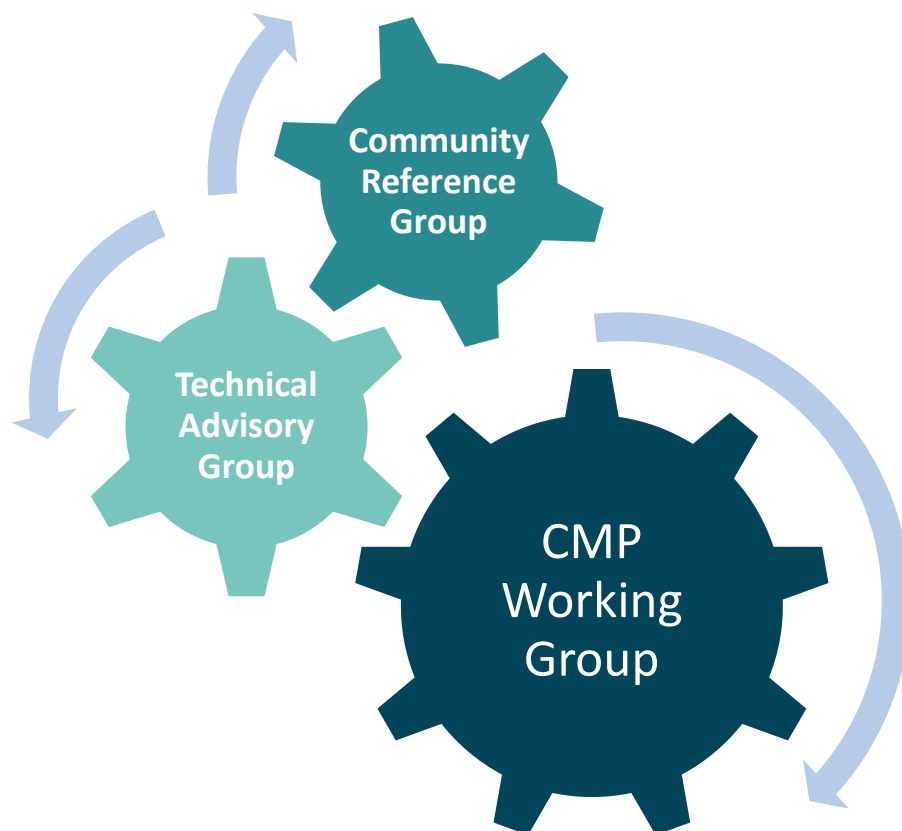 Community
Reference
Group
Technical
Advisory
Group
CMP
Working
Group